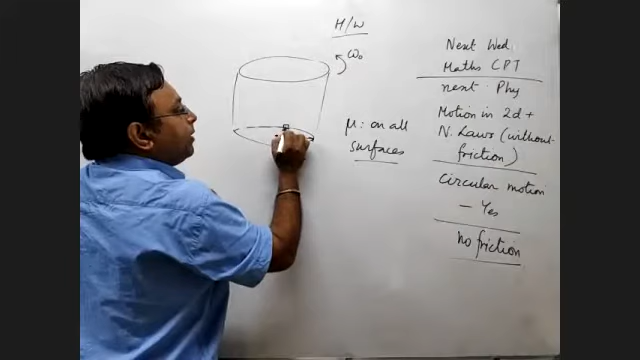 H/W
ω₀
μ: on all
surfaces
Next Wed
Maths CPT
next Phy
Motion in 2d +
N. Laws (without
friction)
Circular motion
– Yes
No friction